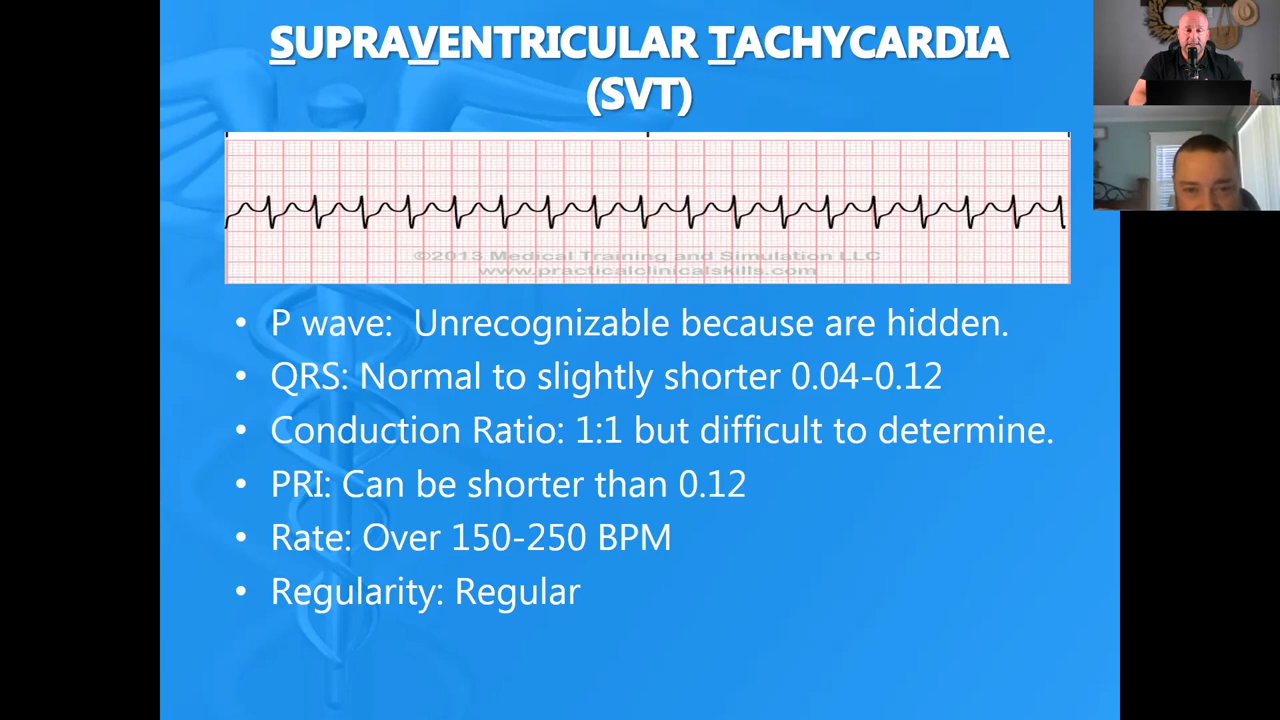 SUPRAVENTRICULAR TACHYCARDIA
(SVT)
©2013 Medical Training and Simulation LLC
www.practicalclinicalskills.com
• P wave:  Unrecognizable because are hidden.
• QRS: Normal to slightly shorter 0.04-0.12
• Conduction Ratio: 1:1 but difficult to determine.
• PRI: Can be shorter than 0.12
• Rate: Over 150-250 BPM
• Regularity: Regular